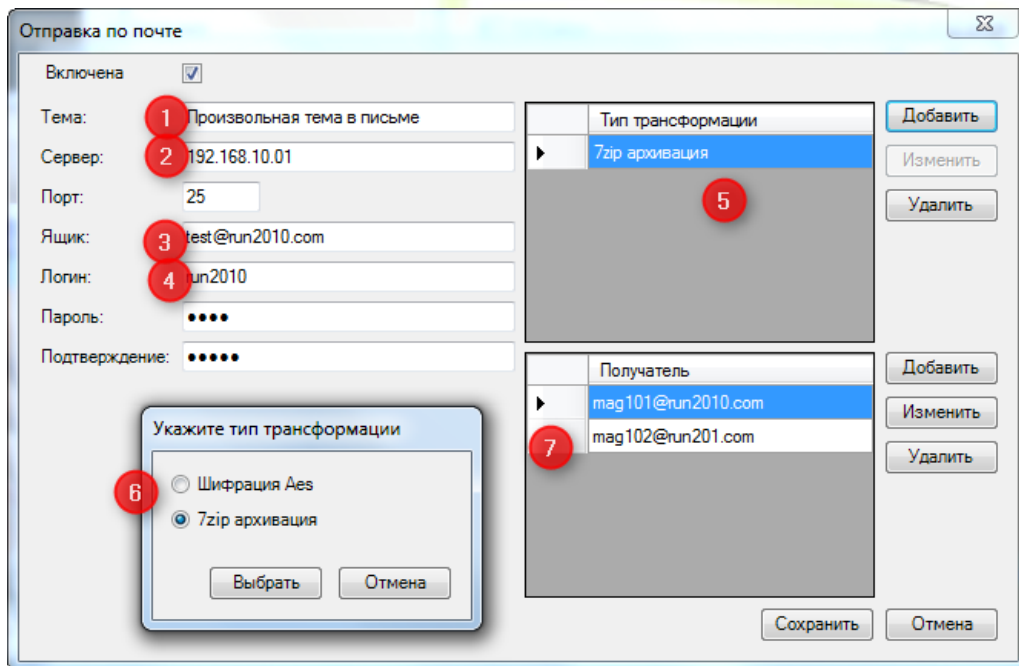 Отправка по почте
Включена
Тема: 1 Произвольная тема в письме
Сервер: 2 192.168.10.01
Порт: 25
Ящик: 3 test@run2010.com
Логин: 4 run2010
Пароль: ••••
Подтверждение: •••••
Тип трансформации
7zip архивация
5
Добавить
Изменить
Удалить
Получатель
mag101@run2010.com
mag102@run201.com
7
Добавить
Изменить
Удалить
Укажите тип трансформации
6 Шифрация Aes
7zip архивация
Выбрать Отмена
Сохранить Отмена